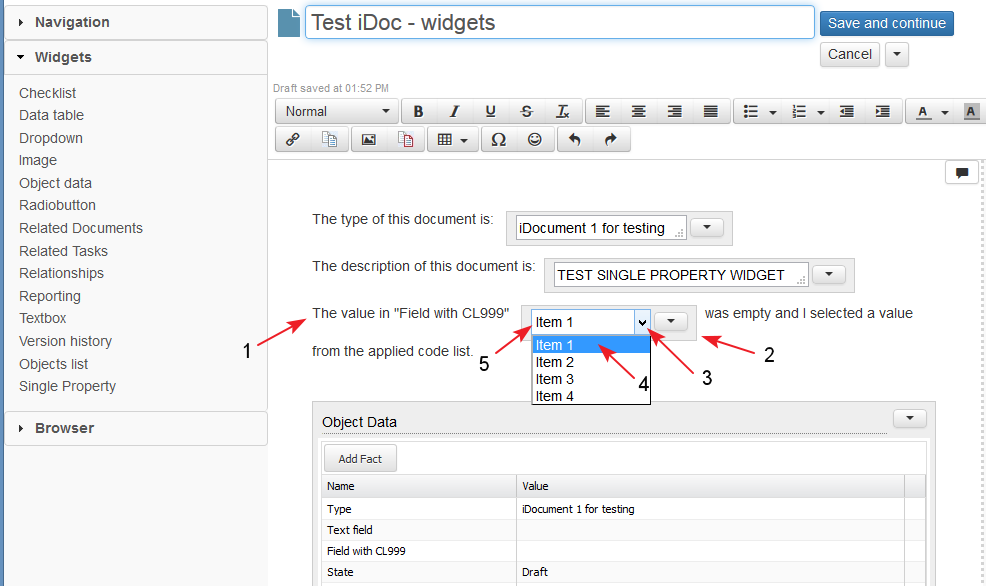 Navigation
Widgets
Checklist
Data table
Dropdown
Image
Object data
Radiobutton
Related Documents
Related Tasks
Relationships
Reporting
Textbox
Version history
Objects list
Single Property
Browser
Test iDoc - widgets
Save and continue
Cancel
Draft saved at 01:52 PM
Normal B I U S Tx A A
Ω
The type of this document is: iDocument 1 for testing
The description of this document is: TEST SINGLE PROPERTY WIDGET
The value in "Field with CL999" Item 1 was empty and I selected a value
from the applied code list.
Item 1
Item 2
Item 3
Item 4
1
5
4
3
2
Object Data
Add Fact
Name Value
Type iDocument 1 for testing
Text field
Field with CL999
State Draft